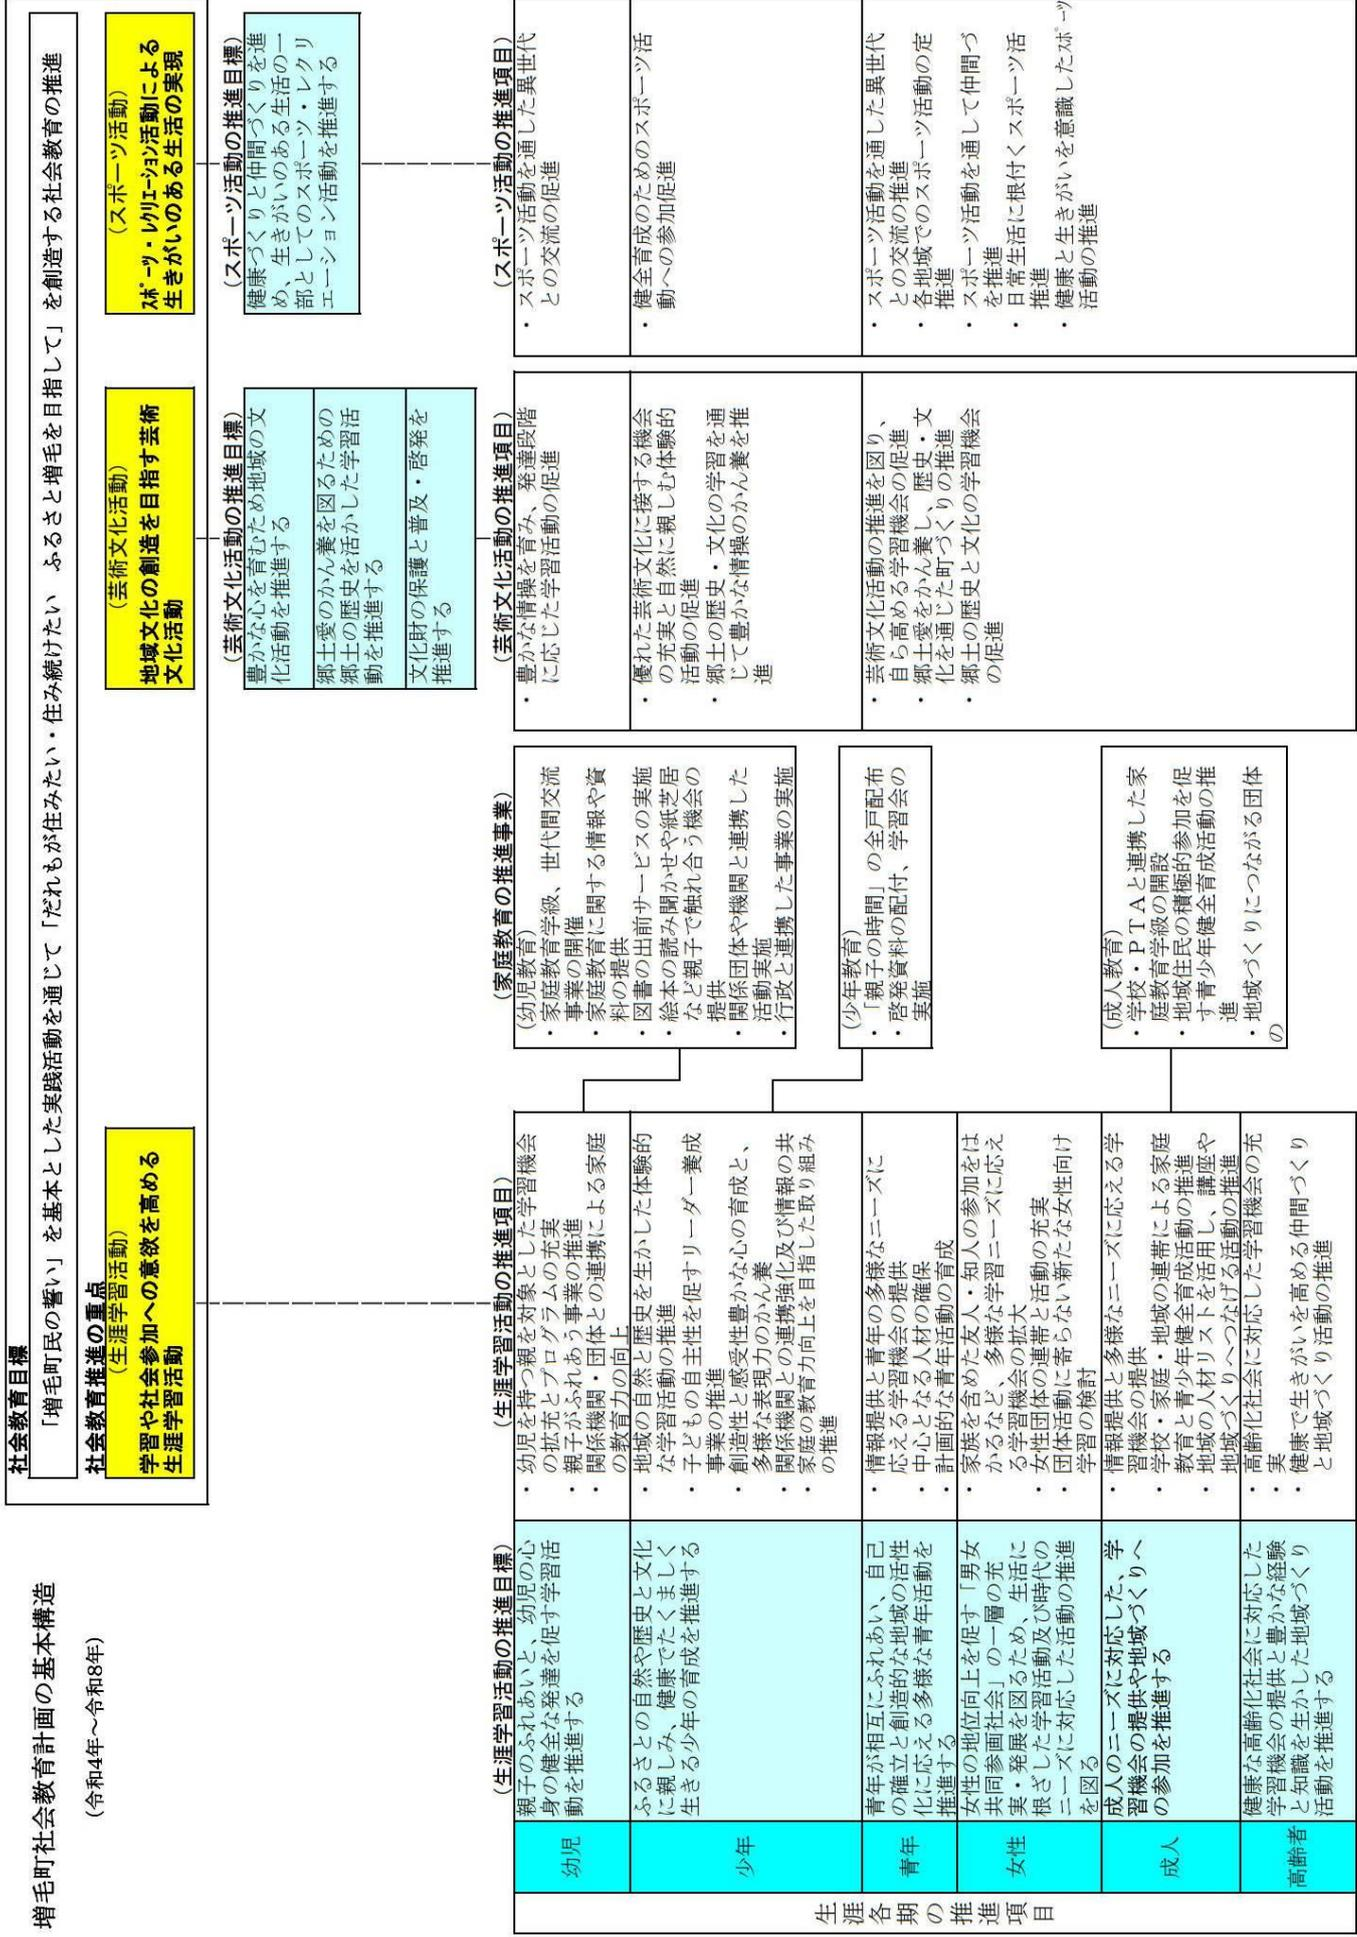 増毛町社会教育計画の基本構造
(令和4年～令和8年)
社会教育目標
「増毛町民の誓い」を基本とした実践活動を通じて「だれもが住みたい・住み続けたい　ふるさと増毛を目指して」を創造する社会教育の推進
社会教育推進の重点
(生涯学習活動)
学習や社会参加への意欲を高める
生涯学習活動
(芸術文化活動)
地域文化の創造を目指す芸術
文化活動
(スポーツ活動)
ｽﾎﾟｰﾂ・ﾚｸﾘｴｰｼｮﾝ活動による
生きがいのある生活の実現
(芸術文化活動の推進目標)
豊かな心を育むため地域の文
化活動を推進する
郷土愛のかん養を図るための
郷土の歴史を活かした学習活
動を推進する
文化財の保護と普及・啓発を
推進する
(スポーツ活動の推進目標)
健康づくりと仲間づくりを進
め、生きがいのある生活の一
部としてのスポーツ・レクリ
エーション活動を推進する
(生涯学習活動の推進目標)
(生涯学習活動の推進項目)
(家庭教育の推進事業)
(芸術文化活動の推進項目)
(スポーツ活動の推進項目)
生涯各期の推進項目
幼児
親子のふれあいと、幼児の心
身の健全な発達を促す学習活
動を推進する
・幼児を持つ親を対象とした学習機会
の拡充とプログラムの充実
・親子がふれあう事業の推進
・関係機関・団体との連携による家庭
の教育力の向上
(幼児教育)
・家庭教育学級、世代間交流
事業の開催
・家庭教育に関する情報や資
料の提供
・図書の出前サービスの実施
・絵本の読み聞かせや紙芝居
など親子で触れ合う機会の
提供
・関係団体や機関と連携した
活動実施
・行政と連携した事業の実施
・豊かな情操を育み、発達段階
に応じた学習活動の促進
・スポーツ活動を通した異世代
との交流の促進
少年
ふるさとの自然や歴史と文化
に親しみ、健康でたくましく
生きる少年の育成を推進する
・地域の自然と歴史を生かした体験的
な学習活動の推進
・子どもの自主性を促すリーダー養成
事業の推進
・創造性と感受性豊かな心の育成と、
多様な表現力のかん養
・関係機関との連携強化及び情報の共
・家庭の教育力向上を目指した取り組み
の推進
(少年教育)
・「親子の時間」の全戸配布
・啓発資料の配付、学習会の
実施
・優れた芸術文化に接する機会
の充実と自然に親しむ体験的
活動の促進
・郷土の歴史・文化の学習を通
じて豊かな情操のかん養を推
進
・健全育成のためのスポーツ活
動への参加促進
青年
青年が相互にふれあい、自己
の確立と創造的な地域の活性
化に応える多様な青年活動を
推進する
・情報提供と青年の多様なニーズに
応える学習機会の提供
・中心となる人材の確保
・計画的な青年活動の育成
・芸術文化活動の推進を図り、
自ら高める学習機会の促進
・郷土愛をかん養し、歴史・文
化を通じた町づくりの推進
・郷土の歴史と文化の学習機会
の促進
・スポーツ活動を通した異世代
との交流の推進
・各地域でのスポーツ活動の定
推進
・スポーツ活動を通して仲間づ
を推進
・日常生活に根付くスポーツ活
推進
・健康と生きがいを意識したｽﾎﾟｰﾂ
活動の推進
女性
女性の地位向上を促す「男女
共同参画社会」の一層の充
実・発展を図るため、生活に
根ざした学習活動及び時代の
ニーズに対応した活動の推進
を図る
・家族を含めた友人・知人の参加をは
かるなど、多様な学習ニーズに応え
る学習機会の拡大
・女性団体の連帯と活動の充実
・団体活動に寄らない新たな女性向け
学習の検討
成人
成人のニーズに対応した、学
習機会の提供や地域づくりへ
の参加を推進する
・情報提供と多様なニーズに応える学
習機会の提供
・学校・家庭・地域の連帯による家庭
教育と青少年健全育成活動の推進
・地域の人材リストを活用し、講座や
地域づくりへつなげる活動の推進
(成人教育)
・学校・ＰＴＡと連携した家
庭教育学級の開設
・地域住民の積極的参加を促
す青少年健全育成活動の推
進
・地域づくりにつながる団体
の
高齢者
健康な高齢化社会に対応した
学習機会の提供と豊かな経験
と知識を生かした地域づくり
活動を推進する
・高齢化社会に対応した学習機会の充
・実
・健康で生きがいを高める仲間づくり
と地域づくり活動の推進